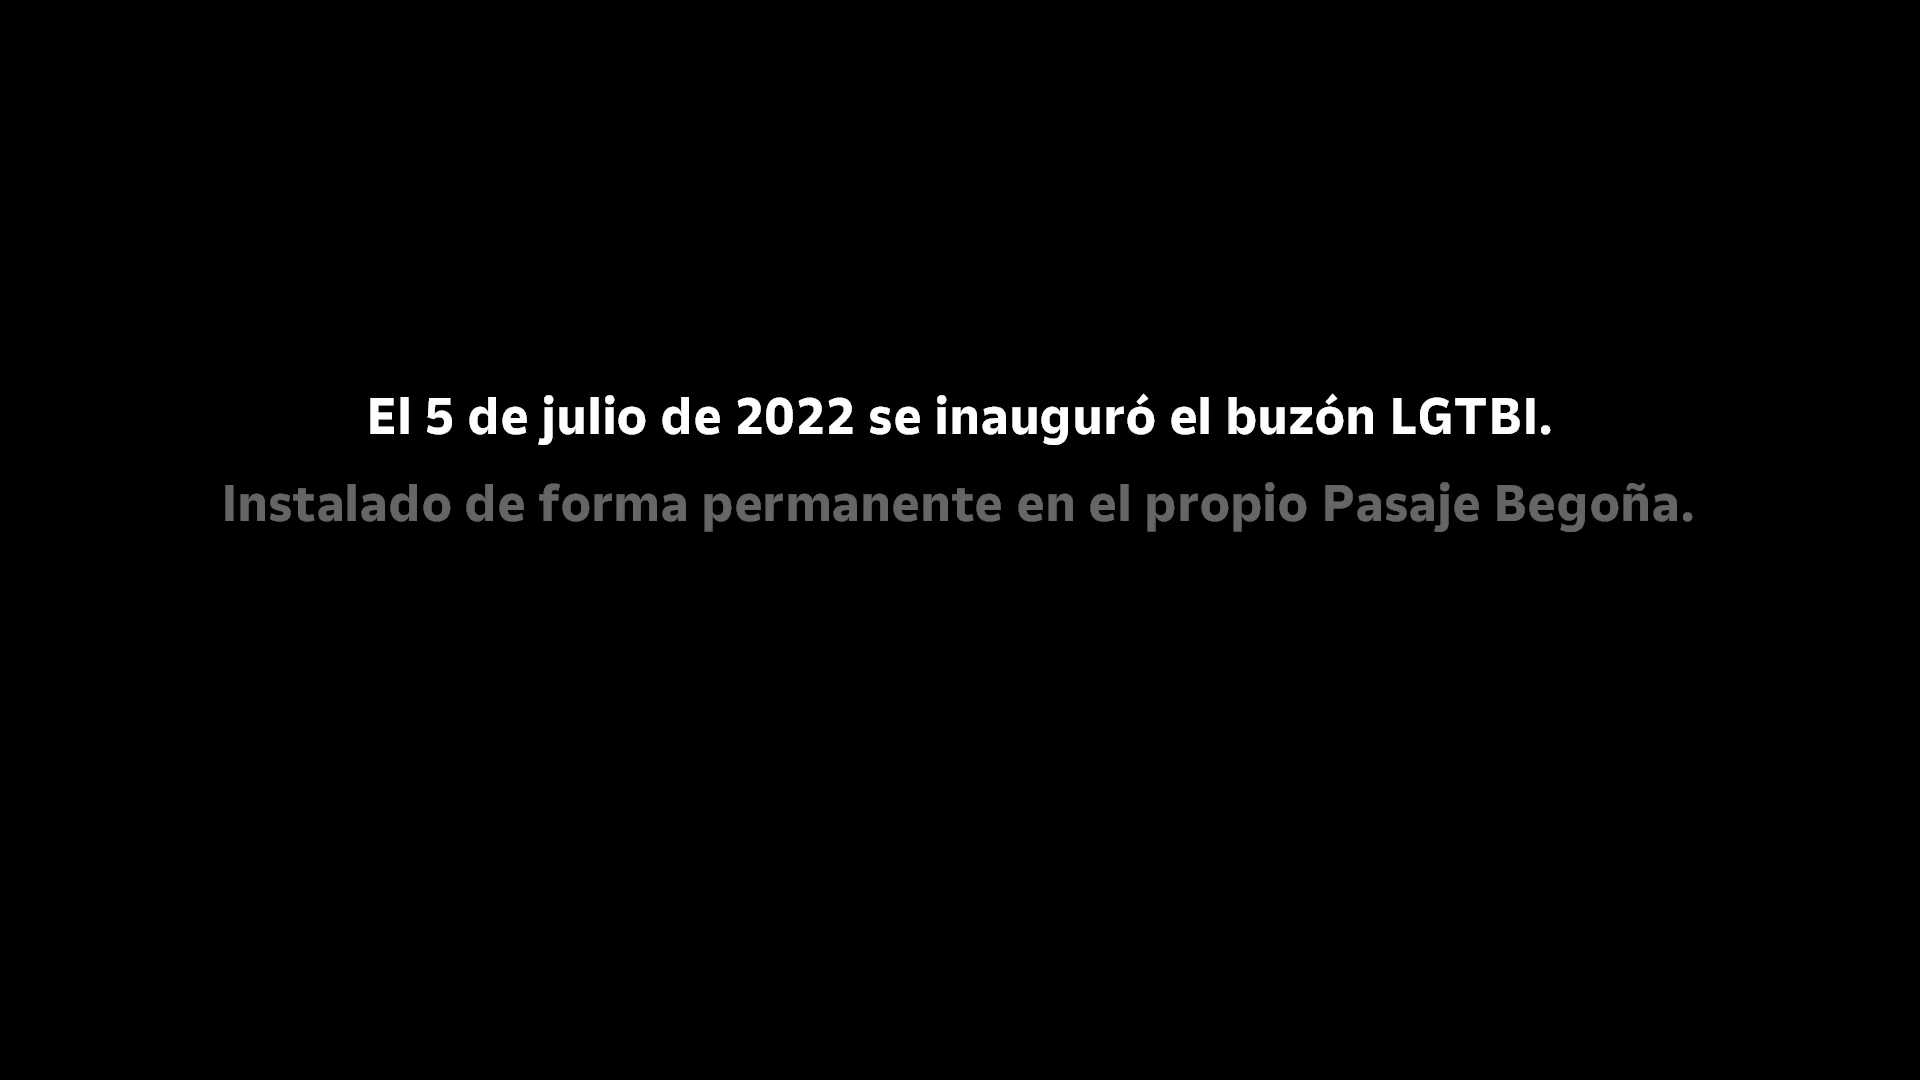 El 5 de julio de 2022 se inauguró el buzón LGTBI.
Instalado de forma permanente en el propio Pasaje Begoña.